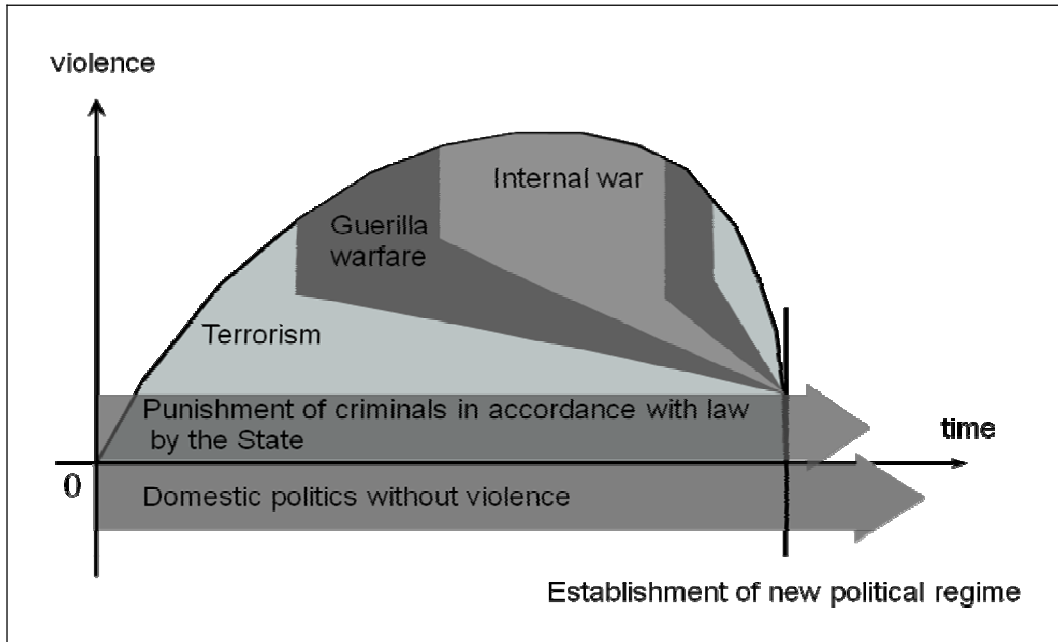 violence
Internal war
Guerilla
warfare
Terrorism
Punishment of criminals in accordance with law
by the State
time
0
Domestic politics without violence
Establishment of new political regime